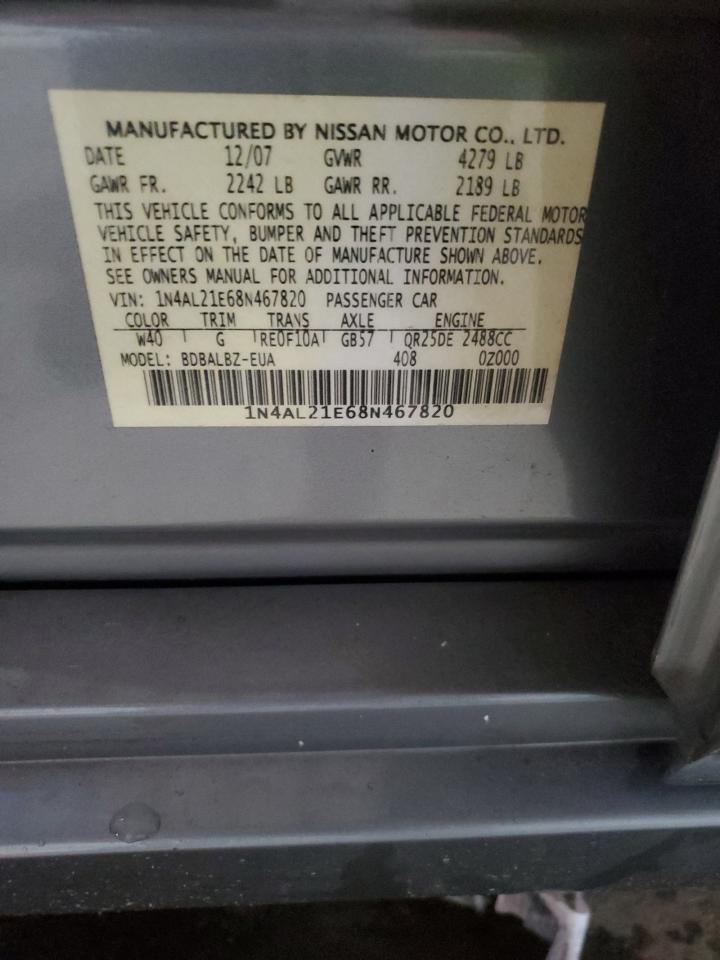 MANUFACTURED BY NISSAN MOTOR CO., LTD.
DATE 12/07 GVWR 4279 LB
GAWR FR. 2242 LB GAWR RR. 2189 LB
THIS VEHICLE CONFORMS TO ALL APPLICABLE FEDERAL MOTOR
VEHICLE SAFETY, BUMPER AND THEFT PREVENTION STANDARDS
IN EFFECT ON THE DATE OF MANUFACTURE SHOWN ABOVE.
SEE OWNERS MANUAL FOR ADDITIONAL INFORMATION.
VIN: 1N4AL21E68N467820 PASSENGER CAR
COLOR TRIM TRANS AXLE ENGINE
W40 G RE0F10A GB57 QR25DE 2488CC
MODEL: BDBALBZ-EUA 408 0Z000
1N4AL21E68N467820